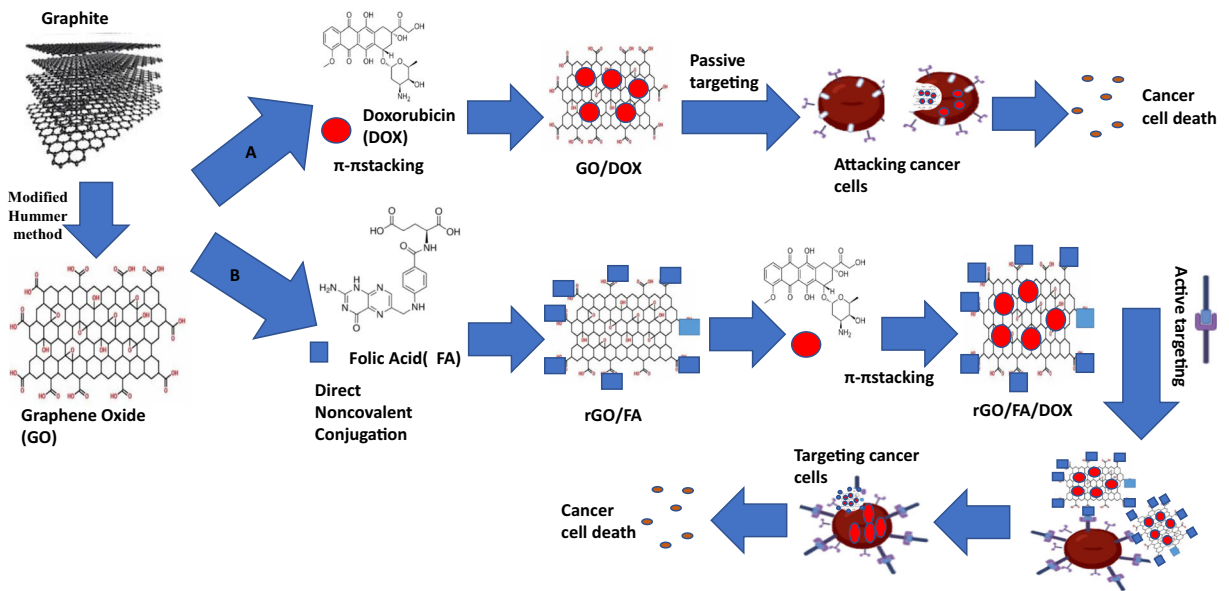 Graphite
Modified
Hummer
method
Graphene Oxide
(GO)
A
Doxorubicin
(DOX)
π-πstacking
GO/DOX
Passive
targeting
Attacking cancer
cells
Cancer
cell death
B
Folic Acid( FA)
Direct
Noncovalent
Conjugation
rGO/FA
π-πstacking
rGO/FA/DOX
Active targeting
Targeting cancer
cells
Cancer
cell death